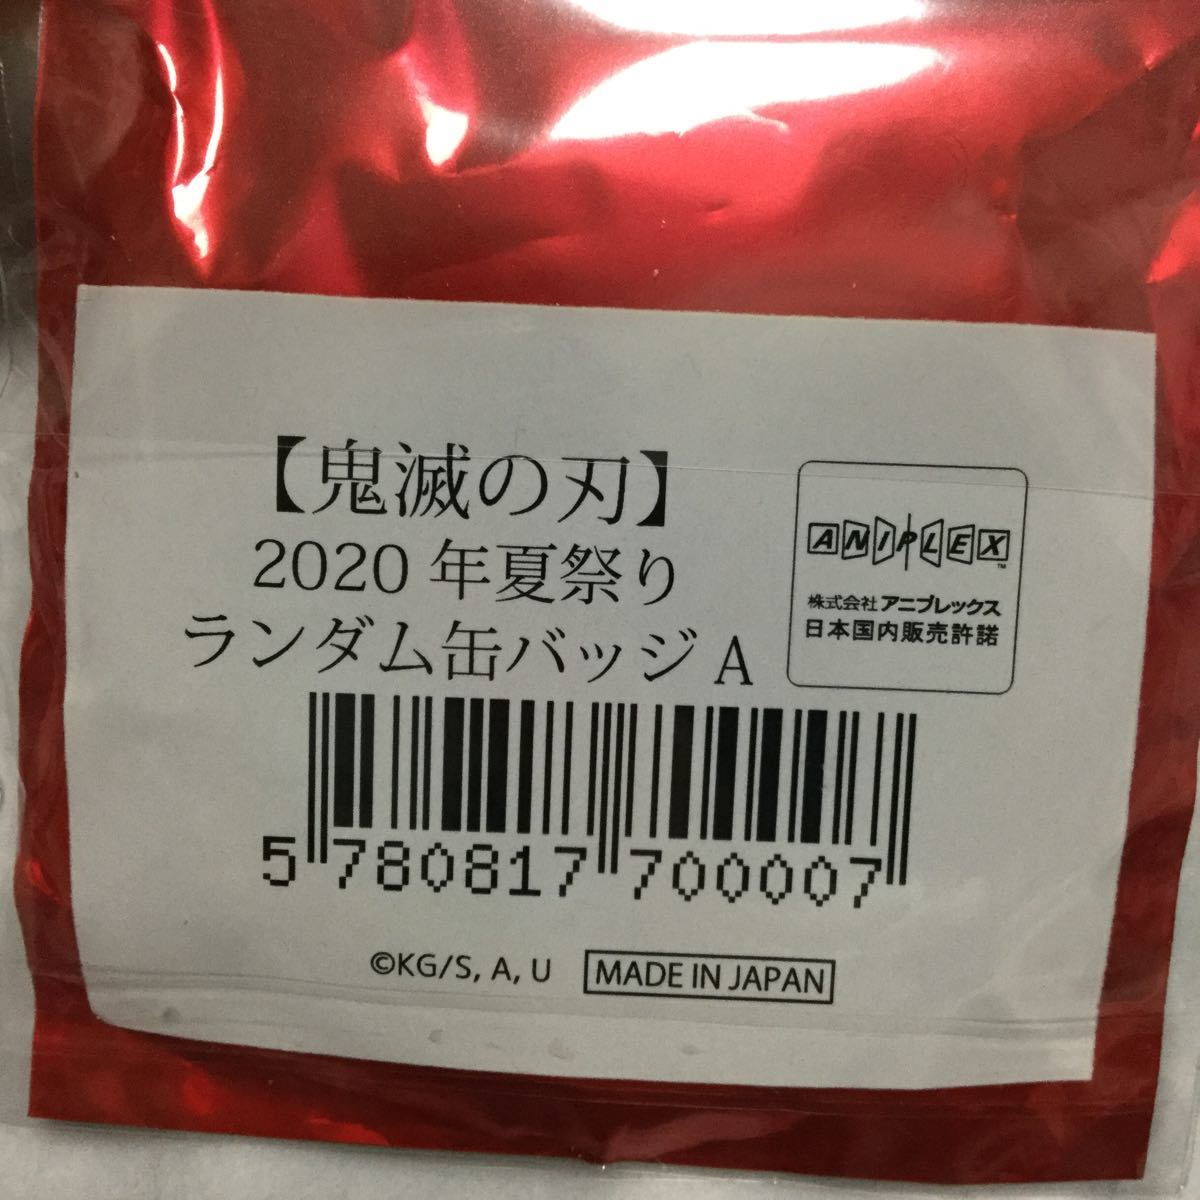 【鬼滅の刃】
2020 年夏祭り
ランダム缶バッジ A
ANIPLEX™
株式会社 アニプレックス
日本国内販売許諾
5 780817 700007
©KG/S, A, U
MADE IN JAPAN